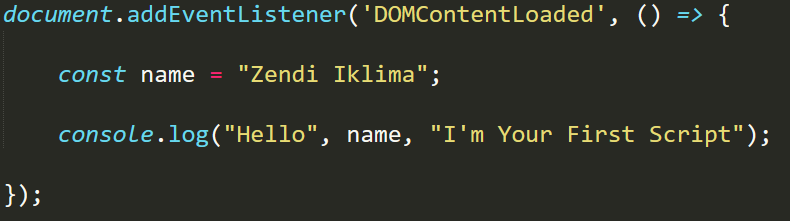 document.addEventListener('DOMContentLoaded', () => {
const name = "Zendi Iklima";
console.log("Hello", name, "I'm Your First Script");
});